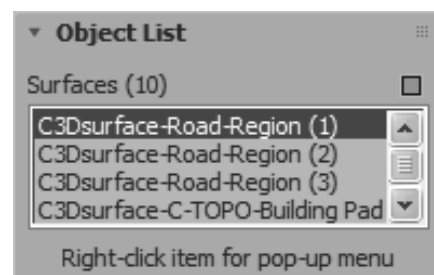 Object List
Surfaces (10)
C3Dsurface-Road-Region (1)
C3Dsurface-Road-Region (2)
C3Dsurface-Road-Region (3)
C3Dsurface-C-TOPO-Building Pad
Right-click item for pop-up menu